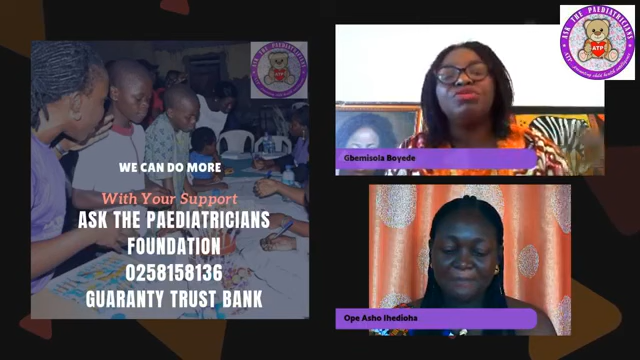 WE CAN DO MORE
With Your Support
ASK THE PAEDIATRICIANS
FOUNDATION
0258158136
GUARANTY TRUST BANK
Gbemisola Boyede
Ope Asho Ihedioha
ASK THE PAEDIATRICIANS
ATP